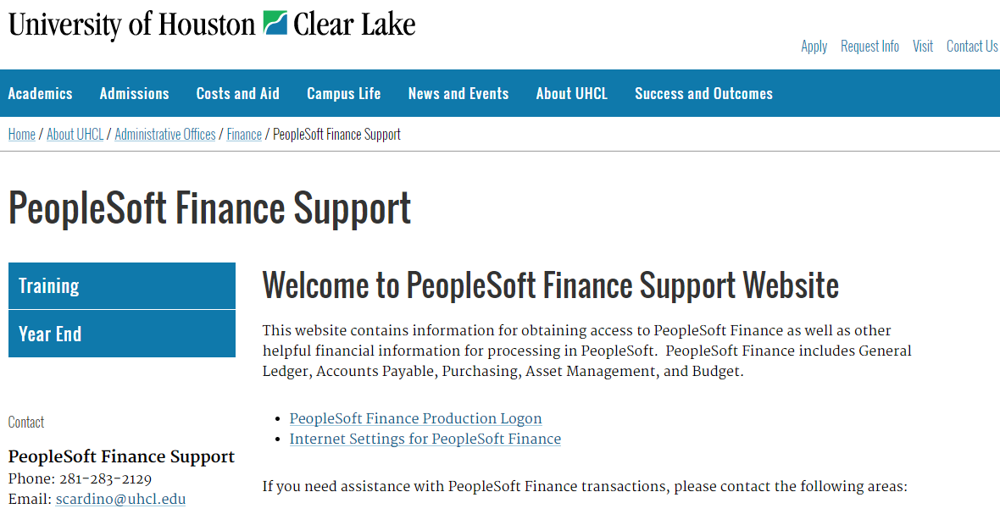 University of Houston Clear Lake
Apply Request Info Visit Contact Us
Academics Admissions Costs and Aid Campus Life News and Events About UHCL Success and Outcomes
Home / About UHCL / Administrative Offices / Finance / PeopleSoft Finance Support
PeopleSoft Finance Support
Training
Year End
Contact
PeopleSoft Finance Support
Phone: 281-283-2129
Email: scardino@uhcl.edu
Welcome to PeopleSoft Finance Support Website
This website contains information for obtaining access to PeopleSoft Finance as well as other
helpful financial information for processing in PeopleSoft.  PeopleSoft Finance includes General
Ledger, Accounts Payable, Purchasing, Asset Management, and Budget.
• PeopleSoft Finance Production Logon
• Internet Settings for PeopleSoft Finance
If you need assistance with PeopleSoft Finance transactions, please contact the following areas: